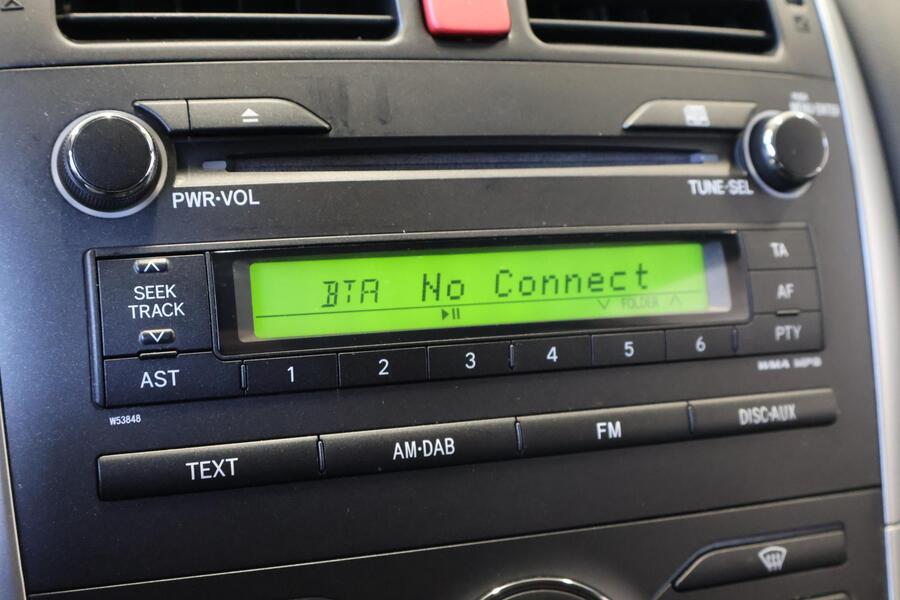 PWR·VOL
TUNE·SEL
SEEK
TRACK
BTA No Connect
FOLDER
TA
AF
PTY
AST
1
2
3
4
5
6
WMA MP3
W53848
TEXT
AM·DAB
FM
DISC·AUX